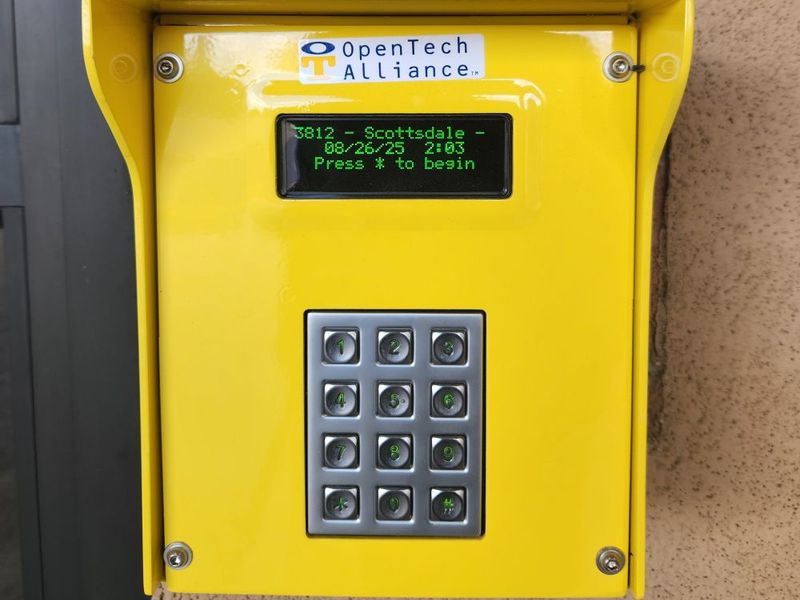 OpenTech
Alliance™
3812 - Scottsdale -
08/26/25 2:03
Press * to begin
1 2 3
4 5 6
7 8 9
* 0 #